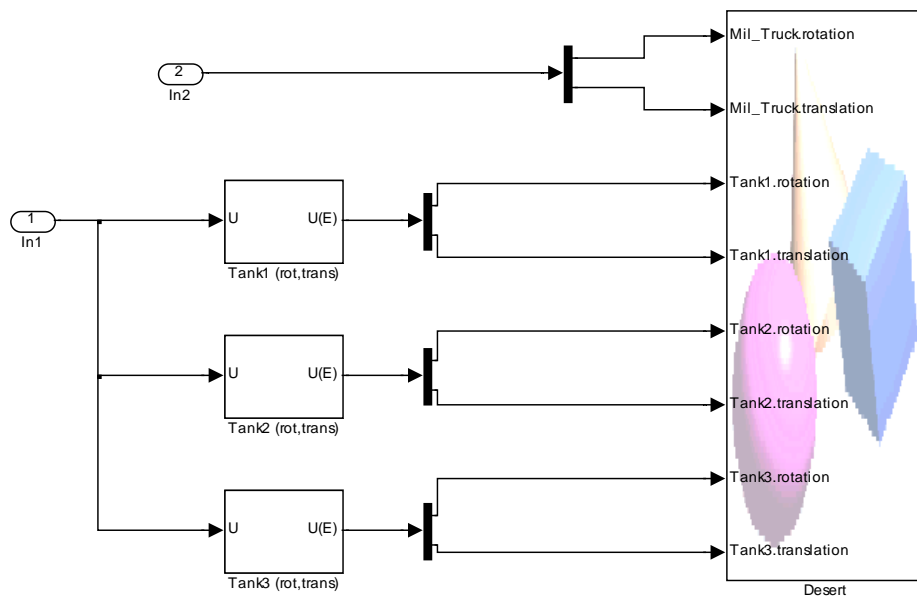 Mil_Truck.rotation
2
In2
Mil_Truck.translation
Tank1.rotation
1
In1
U U(E)
Tank1 (rot,trans)
Tank1.translation
Tank2.rotation
U U(E)
Tank2 (rot,trans)
Tank2.translation
Tank3.rotation
U U(E)
Tank3 (rot,trans)
Tank3.translation
Desert